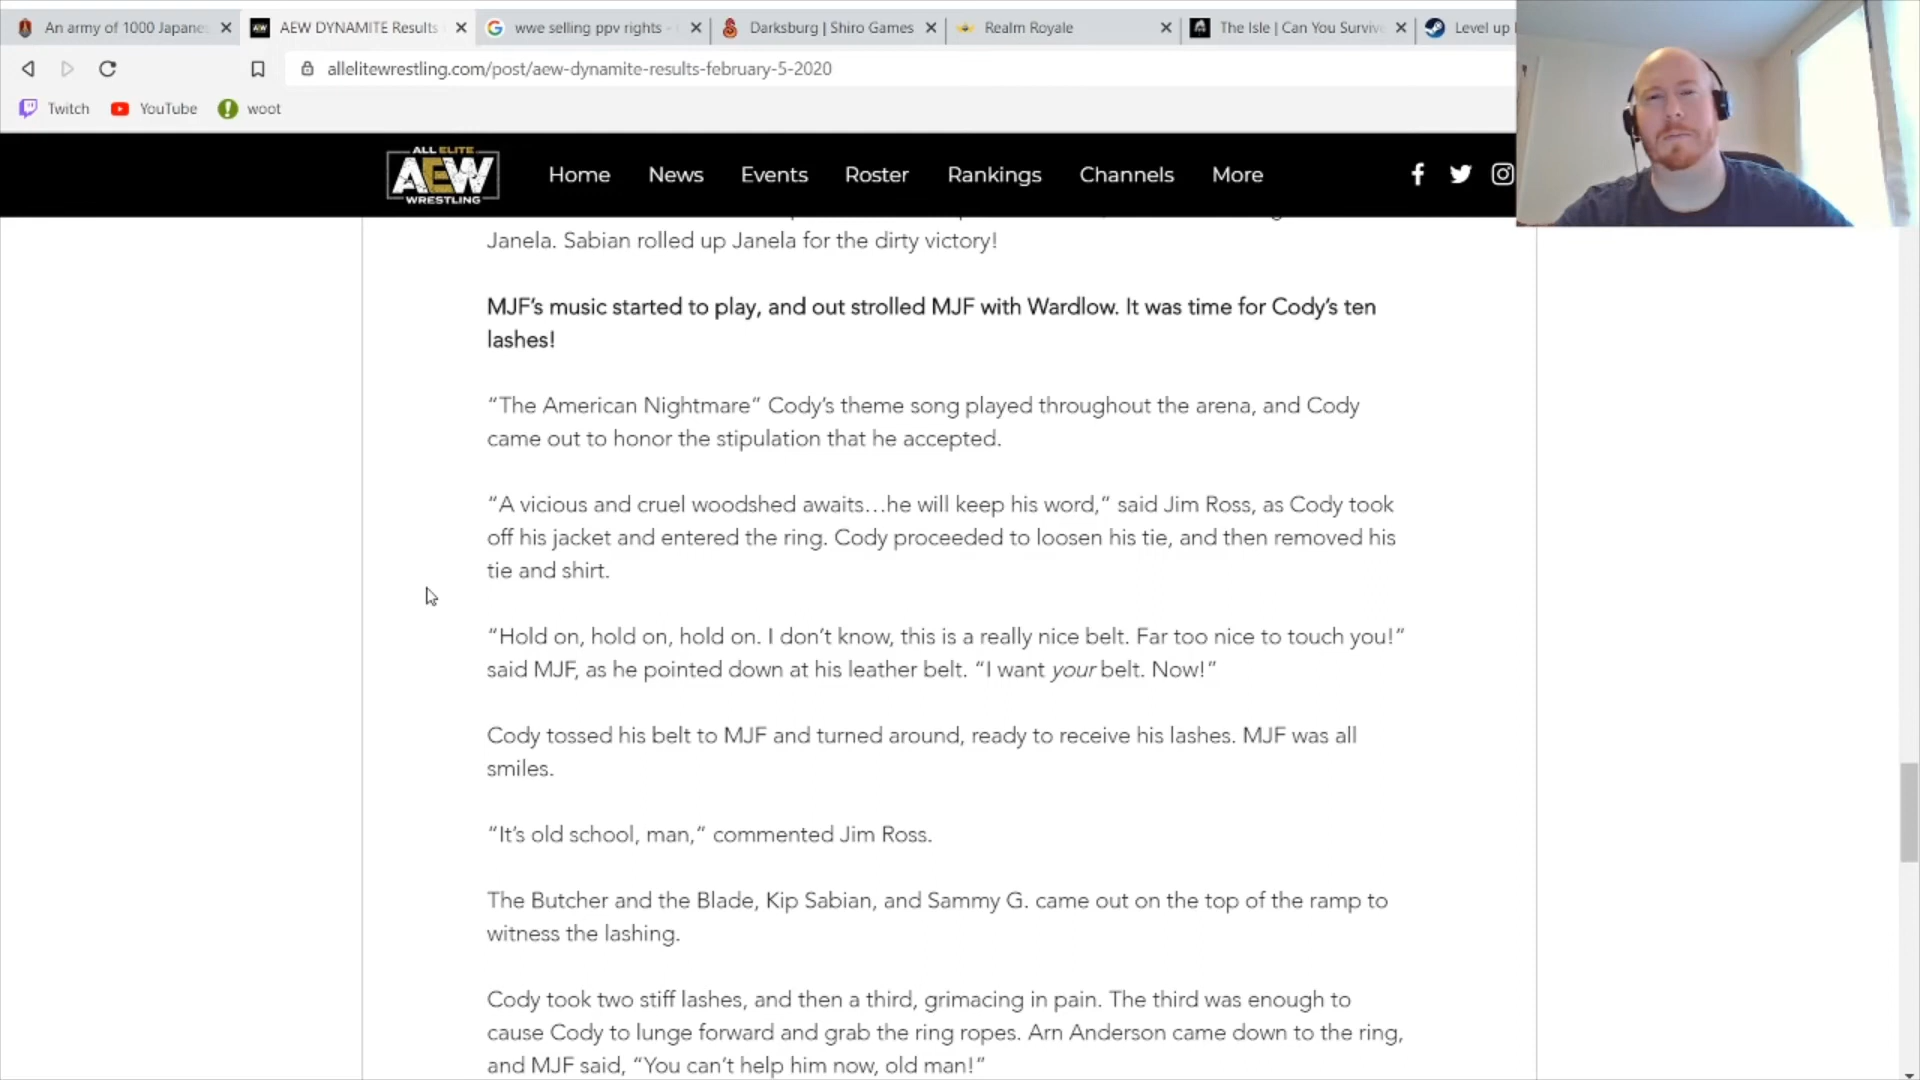 An army of 1000 Japane
AEW DYNAMITE Results
wwe selling ppv rights -
Darksburg | Shiro Games
Realm Royale
The Isle | Can You Surviv
Level up
allelitewrestling.com/post/aew-dynamite-results-february-5-2020
Twitch
YouTube
woot
ALL ELITE
AEW
WRESTLING
Home
News
Events
Roster
Rankings
Channels
More
Janela. Sabian rolled up Janela for the dirty victory!
MJF’s music started to play, and out strolled MJF with Wardlow. It was time for Cody’s ten
lashes!
“The American Nightmare” Cody’s theme song played throughout the arena, and Cody
came out to honor the stipulation that he accepted.
“A vicious and cruel woodshed awaits…he will keep his word,” said Jim Ross, as Cody took
off his jacket and entered the ring. Cody proceeded to loosen his tie, and then removed his
tie and shirt.
“Hold on, hold on, hold on. I don’t know, this is a really nice belt. Far too nice to touch you!”
said MJF, as he pointed down at his leather belt. “I want your belt. Now!”
Cody tossed his belt to MJF and turned around, ready to receive his lashes. MJF was all
smiles.
“It’s old school, man,” commented Jim Ross.
The Butcher and the Blade, Kip Sabian, and Sammy G. came out on the top of the ramp to
witness the lashing.
Cody took two stiff lashes, and then a third, grimacing in pain. The third was enough to
cause Cody to lunge forward and grab the ring ropes. Arn Anderson came down to the ring,
and MJF said, “You can’t help him now, old man!”